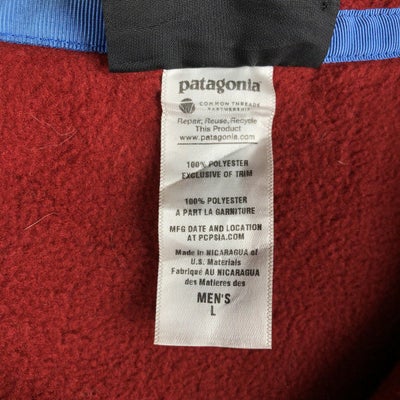 patagonia
COMMON THREADS
PARTNERSHIP
Repair, Reuse, Recycle
This Product
www.patagonia.com
100% POLYESTER
EXCLUSIVE OF TRIM
100% POLYESTER
A PART LA GARNITURE
MFG DATE AND LOCATION
AT PCPSIA.COM
Made in NICARAGUA of
U.S. Materials
Fabriqué AU NICARAGUA
des Matieres des
MEN'S
L